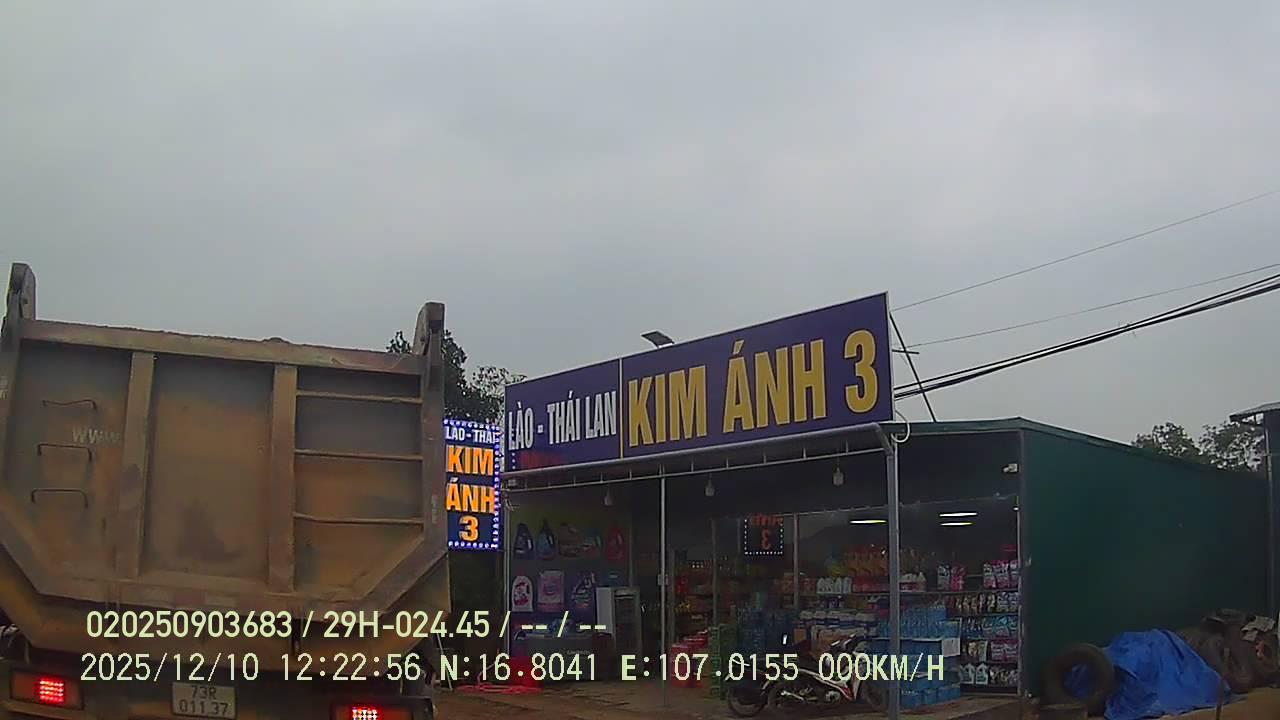 LÀO - THÁI LAN
KIM ÁNH 3
LAO - THÁI
KIM
ÁNH
3
WWW
020250903683 / 29H-024.45 / -- / --
2025/12/10 12:22:56 N:16.8041 E:107.0155 000KM/H
73R
011.37